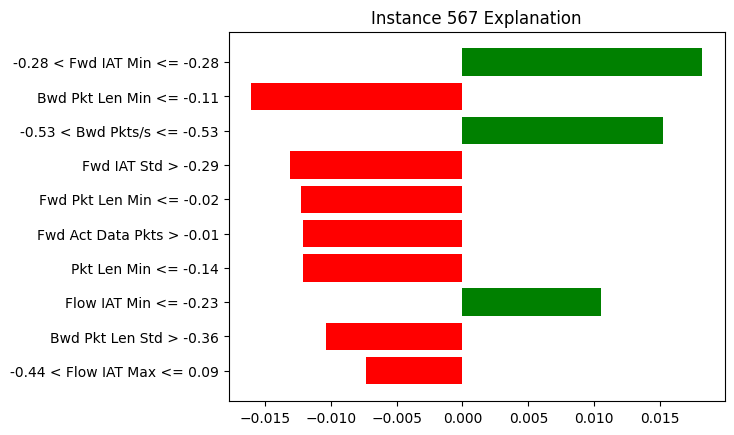 Instance 567 Explanation
-0.28 < Fwd IAT Min <= -0.28
Bwd Pkt Len Min <= -0.11
-0.53 < Bwd Pkts/s <= -0.53
Fwd IAT Std > -0.29
Fwd Pkt Len Min <= -0.02
Fwd Act Data Pkts > -0.01
Pkt Len Min <= -0.14
Flow IAT Min <= -0.23
Bwd Pkt Len Std > -0.36
-0.44 < Flow IAT Max <= 0.09
−0.015 −0.010 −0.005 0.000 0.005 0.010 0.015